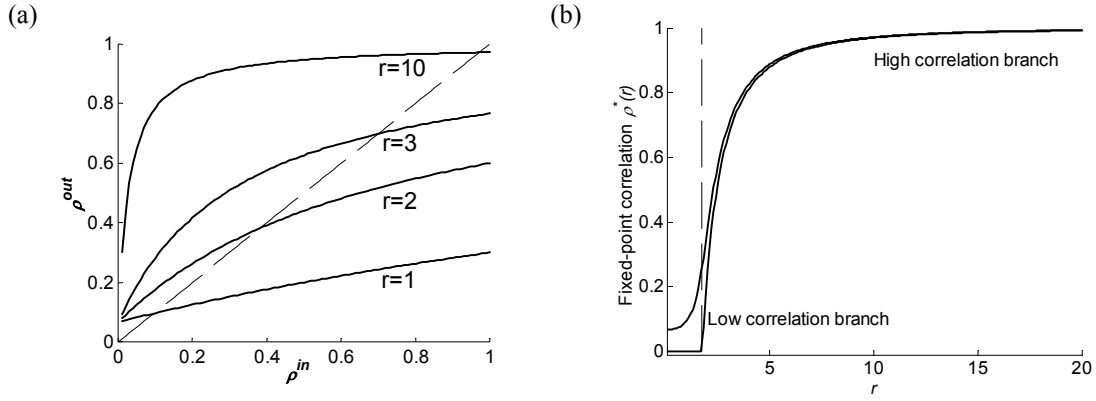 (a)
1
0.8
0.6
0.4
0.2
0
0
0.2
0.4
0.6
0.8
1
ρ^out
ρ^in
r=10
r=3
r=2
r=1
(b)
1
0.8
0.6
0.4
0.2
0
5
10
15
20
Fixed-point correlation ρ^*(r)
r
High correlation branch
Low correlation branch